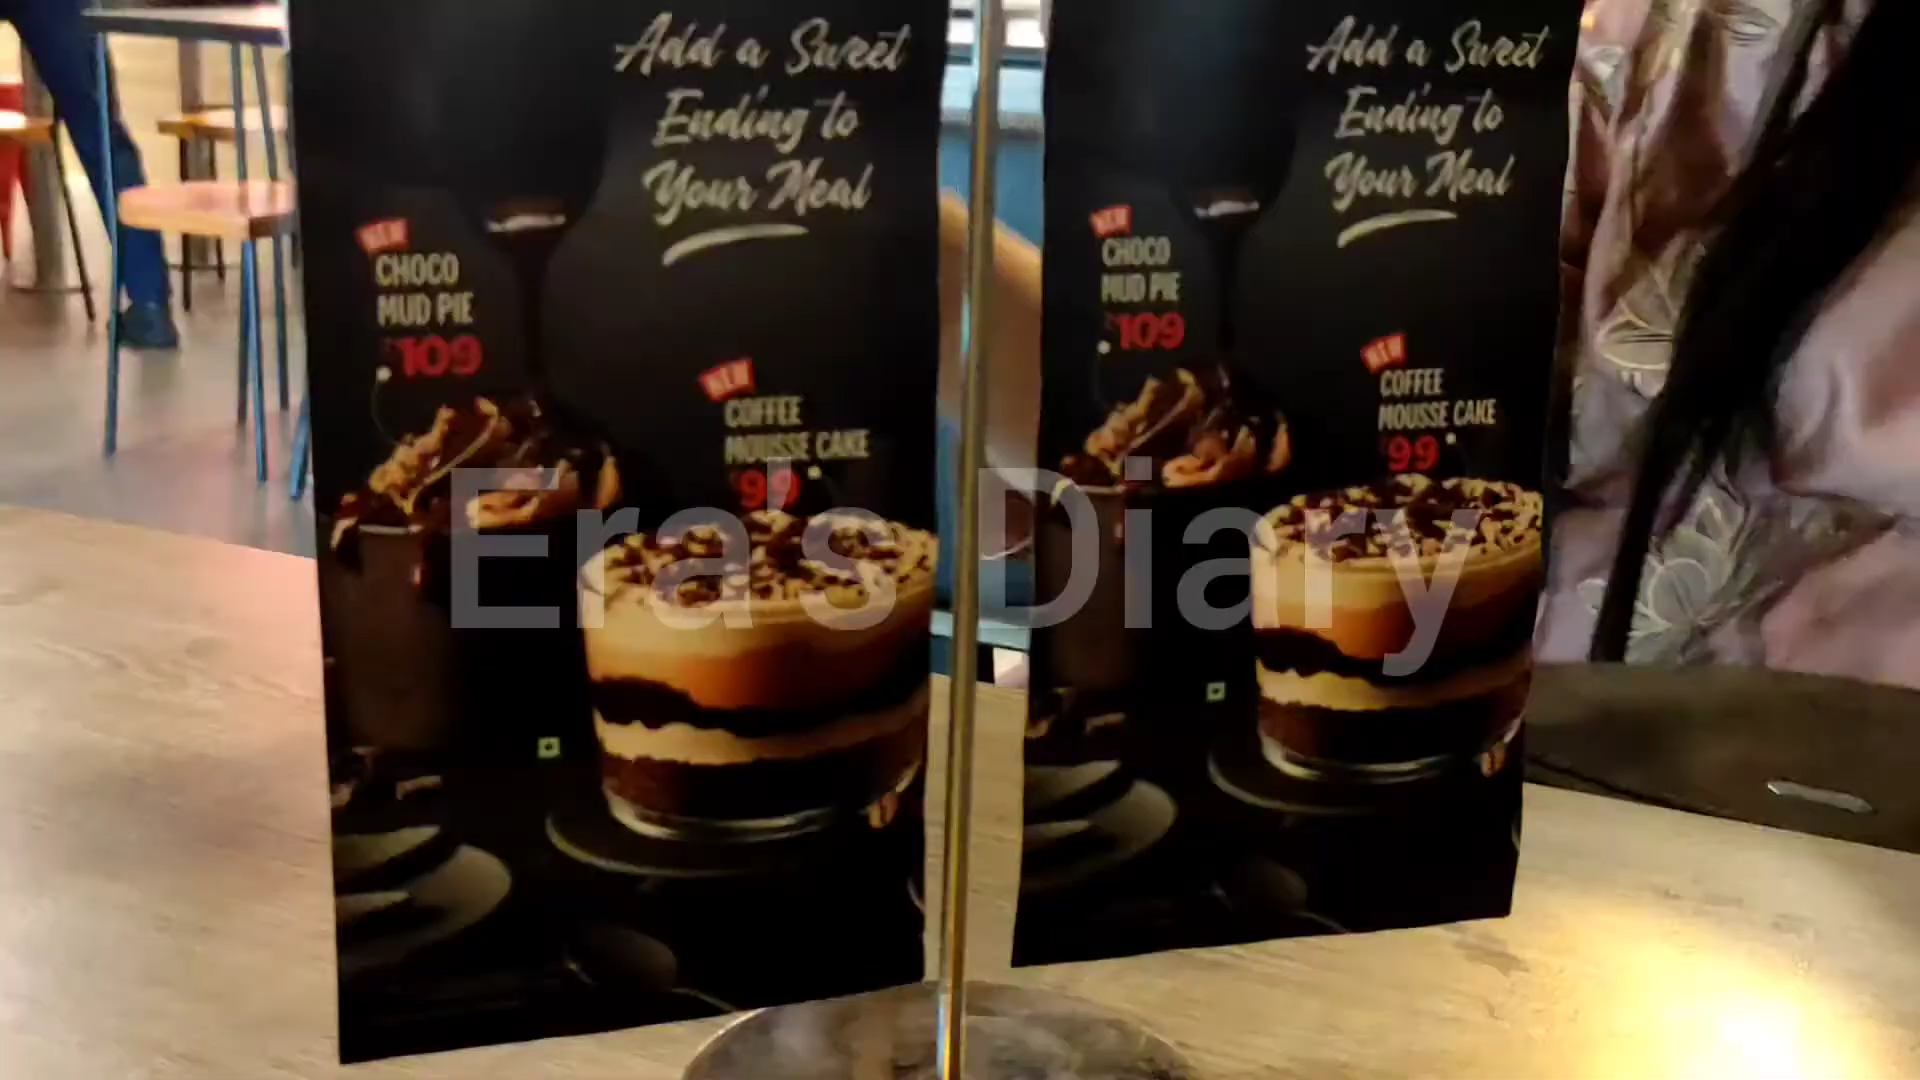 Add a Sweet
Ending to
Your Meal
NEW
CHOCO
MUD PIE
₹109
NEW
COFFEE
MOUSSE CAKE
₹99
Add a Sweet
Ending to
Your Meal
NEW
CHOCO
MUD PIE
₹109
NEW
COFFEE
MOUSSE CAKE
₹99
Era's Diary